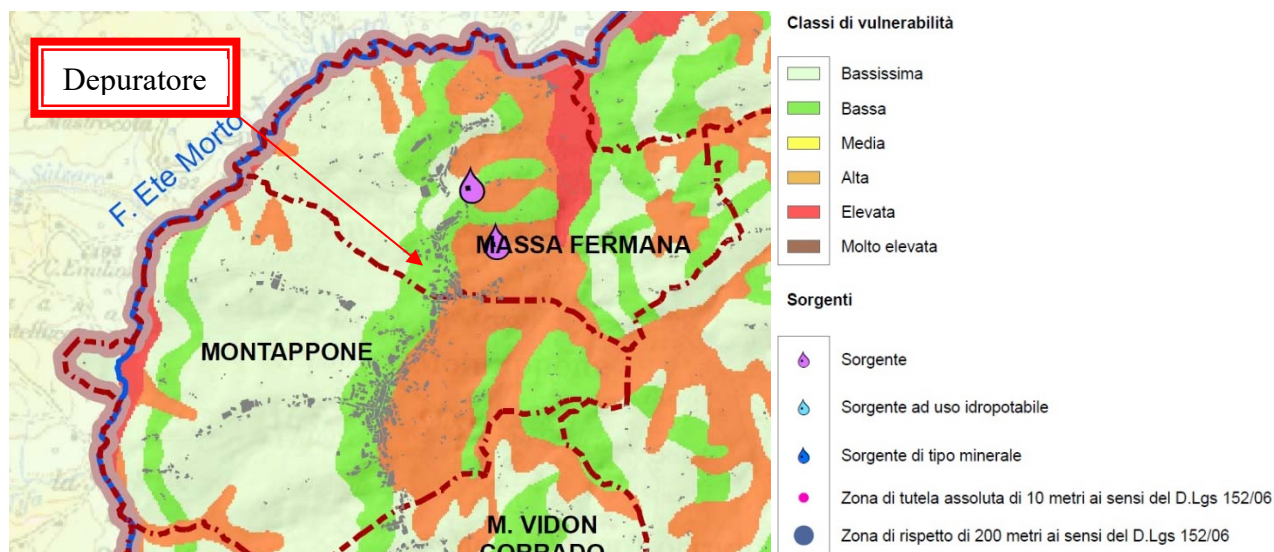 Depuratore
C. Mastrocola
F. Ete Morto
Salcaro
MASSA FERMANA
MONTAPPONE
M. VIDON
CORRADO
Classi di vulnerabilità
Bassissima
Bassa
Media
Alta
Elevata
Molto elevata
Sorgenti
Sorgente
Sorgente ad uso idropotabile
Sorgente di tipo minerale
Zona di tutela assoluta di 10 metri ai sensi del D.Lgs 152/06
Zona di rispetto di 200 metri ai sensi del D.Lgs 152/06